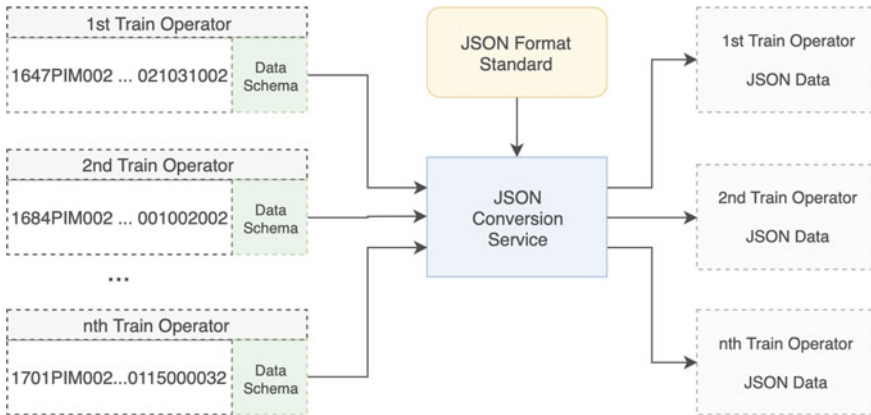 1st Train Operator
1647PIM002 ... 021031002
Data
Schema
JSON Format
Standard
1st Train Operator
JSON Data
2nd Train Operator
1684PIM002 ... 001002002
Data
Schema
JSON
Conversion
Service
2nd Train Operator
JSON Data
...
nth Train Operator
1701PIM002...0115000032
Data
Schema
nth Train Operator
JSON Data